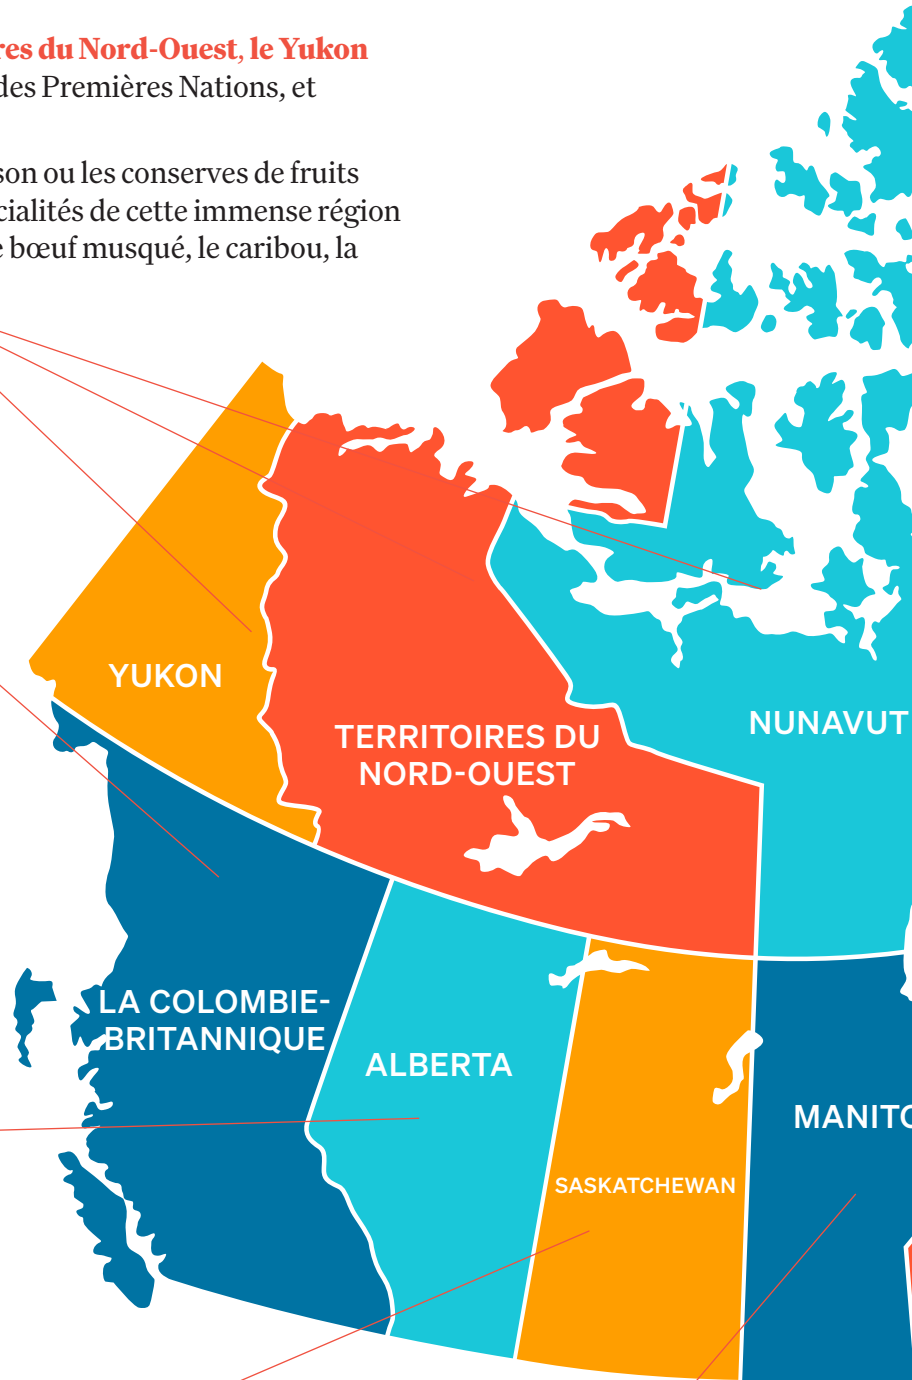 res du Nord-Ouest, le Yukon
des Premières Nations, et
son ou les conserves de fruits
cialités de cette immense région
e bœuf musqué, le caribou, la
YUKON
TERRITOIRES DU
NORD-OUEST
NUNAVUT
LA COLOMBIE-
BRITANNIQUE
ALBERTA
MANITO
SASKATCHEWAN